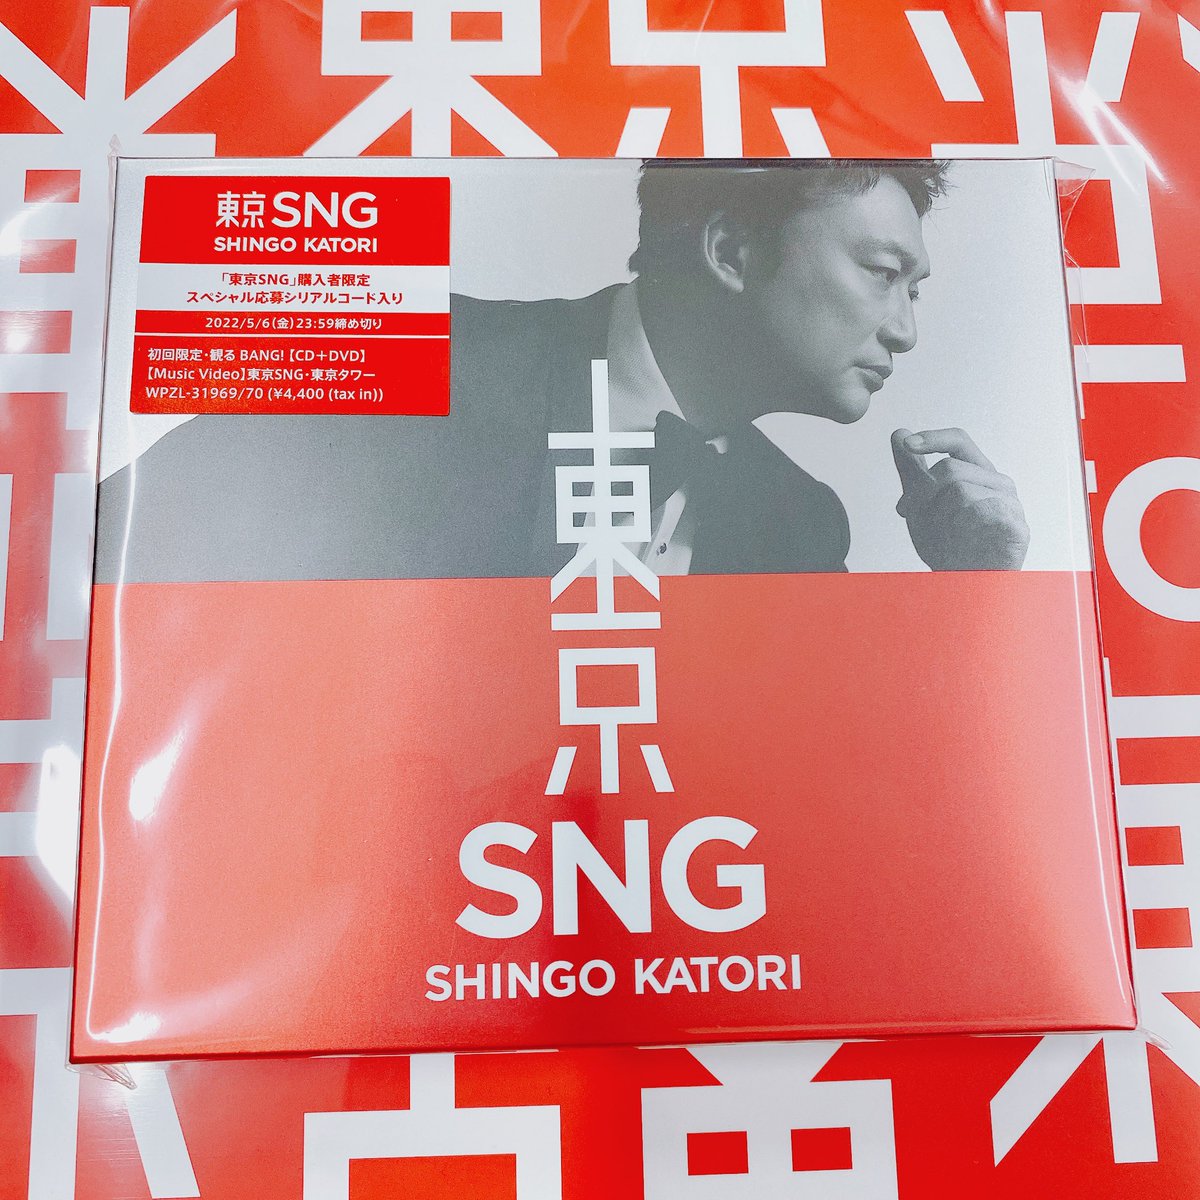 東京SNG
SHINGO KATORI
「東京SNG」購入者限定
スペシャル応募シリアルコード入り
2022/5/6(金)23:59締め切り
初回限定・観る BANG!【CD+DVD】
【Music Video】東京SNG・東京タワー
WPZL-31969/70 (¥4,400 (tax in))
東京
SNG
SHINGO KATORI